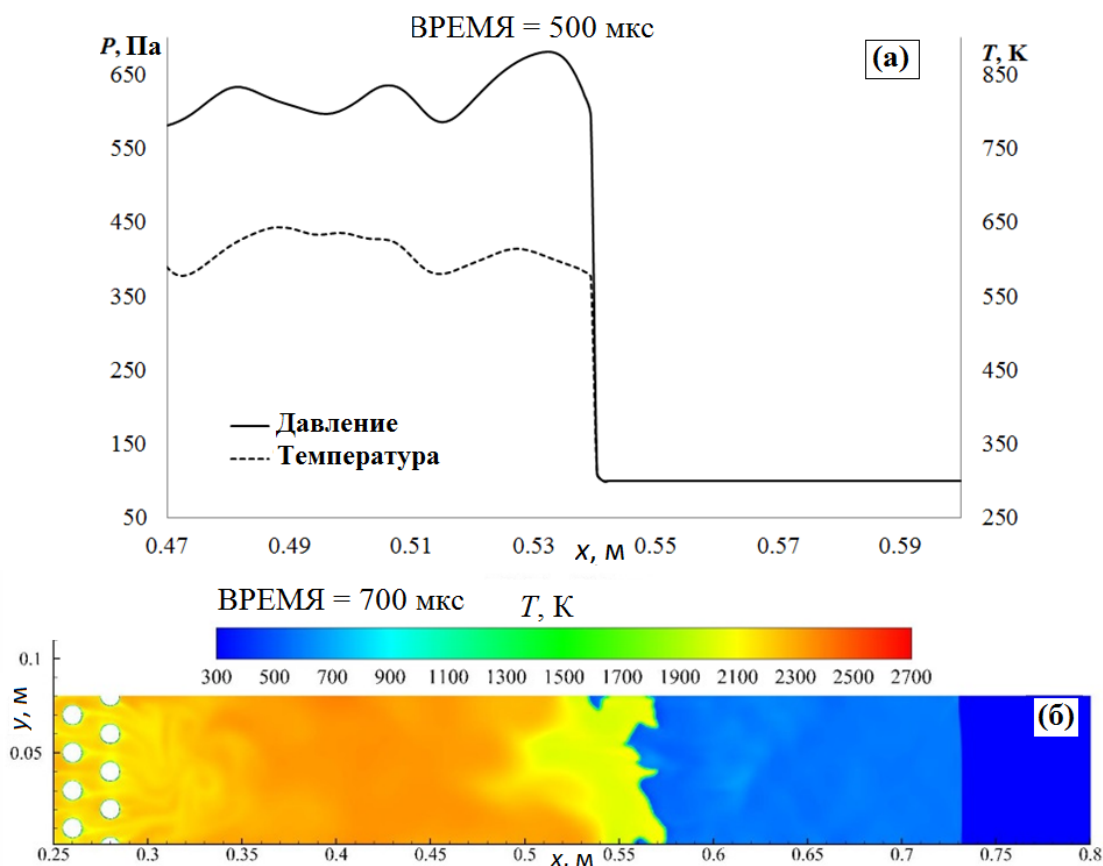 ВРЕМЯ = 500 мкс
P, Па
(а)
T, К
650
550
450
350
250
150
50
850
750
650
550
450
350
250
Давление
Температура
0.47 0.49 0.51 0.53 0.55 0.57 0.59
x, м
ВРЕМЯ = 700 мкс T, К
300 700 900 1100 1500 1700 1900 2100 2300 2500 2700
(б)
y, м
0.1
0.05
0.25 0.3 0.35 0.4 0.45 0.5 0.55 0.6 0.65 0.7 0.75 0.8
x, м